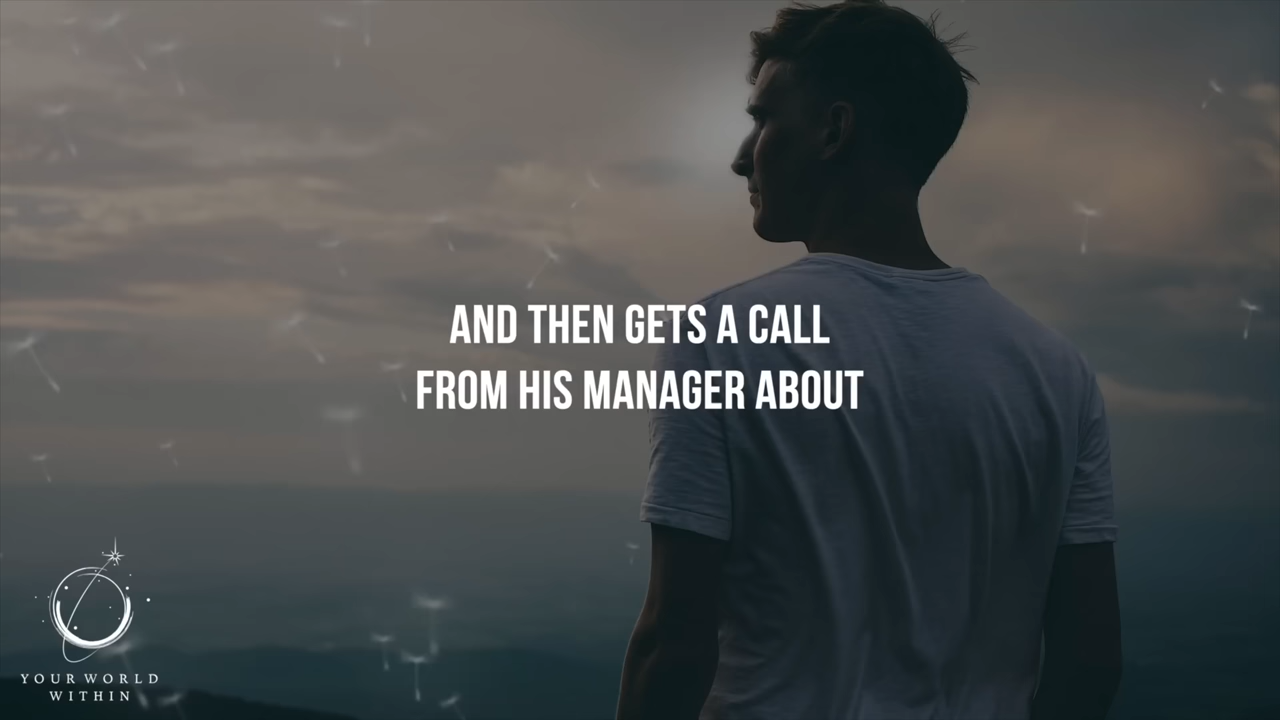 AND THEN GETS A CALL
FROM HIS MANAGER ABOUT
YOUR WORLD
WITHIN